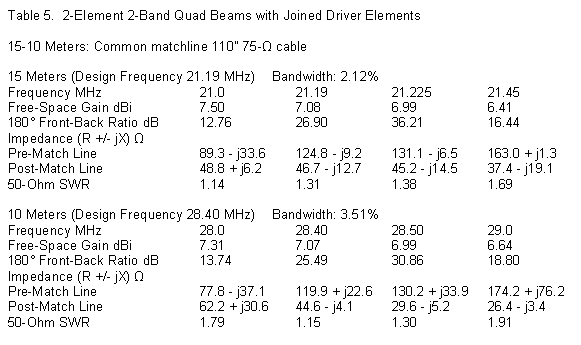 Table 5. 2-Element 2-Band Quad Beams with Joined Driver Elements
15-10 Meters: Common matchline 110" 75-Ω cable
15 Meters (Design Frequency 21.19 MHz) Bandwidth: 2.12%
Frequency MHz 21.0 21.19 21.225 21.45
Free-Space Gain dBi 7.50 7.08 6.99 6.41
180° Front-Back Ratio dB 12.76 26.90 36.21 16.44
Impedance (R +/- jX) Ω
Pre-Match Line 89.3 - j33.6 124.8 - j9.2 131.1 - j6.5 163.0 + j1.3
Post-Match Line 48.8 + j6.2 46.7 - j12.7 45.2 - j14.5 37.4 - j19.1
50-Ohm SWR 1.14 1.31 1.38 1.69
10 Meters (Design Frequency 28.40 MHz) Bandwidth: 3.51%
Frequency MHz 28.0 28.40 28.50 29.0
Free-Space Gain dBi 7.31 7.07 6.99 6.64
180° Front-Back Ratio dB 13.74 25.49 30.86 18.80
Impedance (R +/- jX) Ω
Pre-Match Line 77.8 - j37.1 119.9 + j22.6 130.2 + j33.9 174.2 + j76.2
Post-Match Line 62.2 + j30.6 44.6 - j4.1 29.6 - j5.2 26.4 - j3.4
50-Ohm SWR 1.79 1.15 1.30 1.91